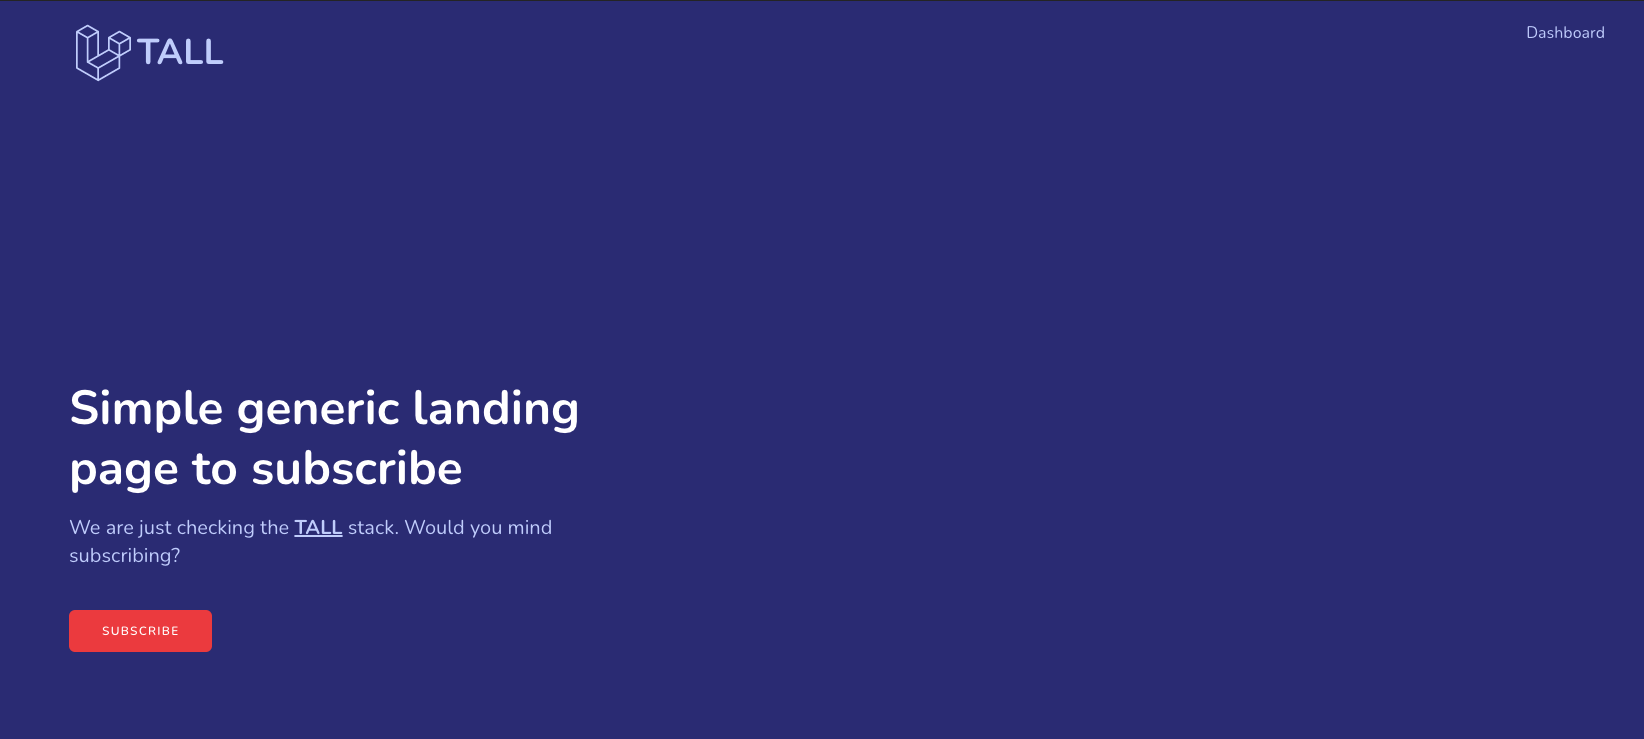 TALL
Dashboard
Simple generic landing
page to subscribe
We are just checking the TALL stack. Would you mind
subscribing?
SUBSCRIBE